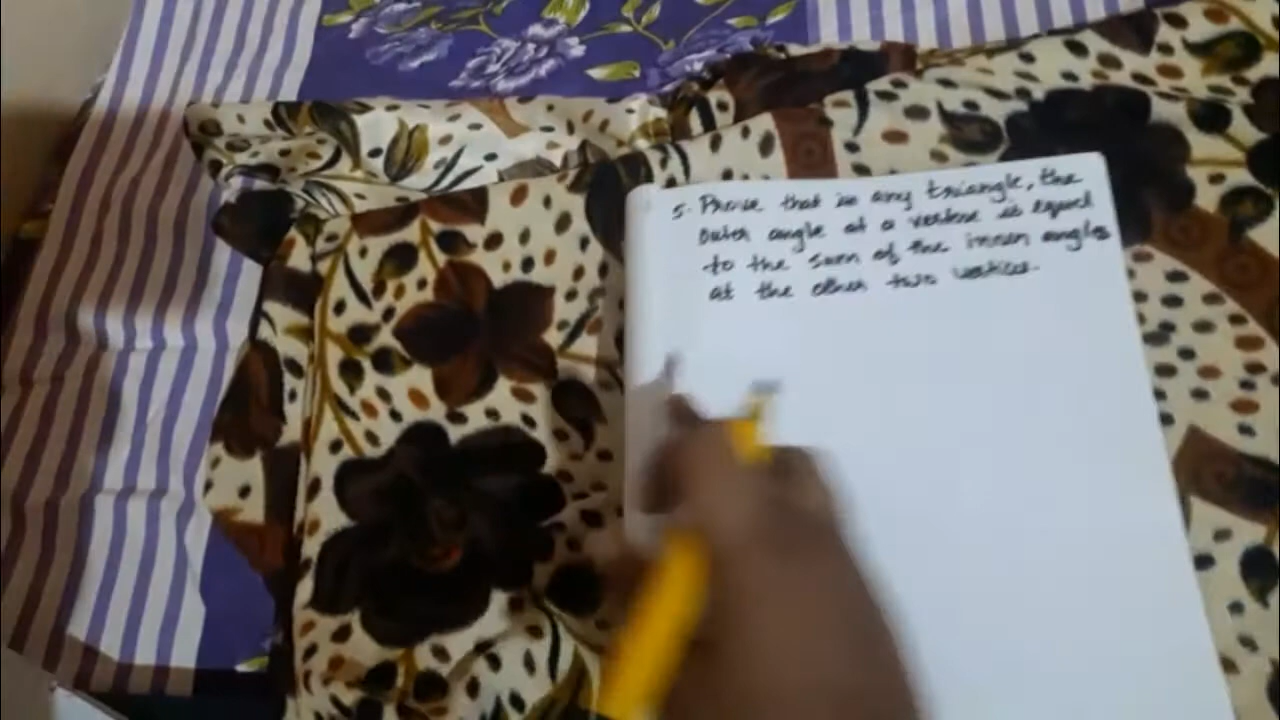 5. Prove that in any triangle, the
outer angle at a vertex is equal
to the sum of the inner angles
at the other two vertices.